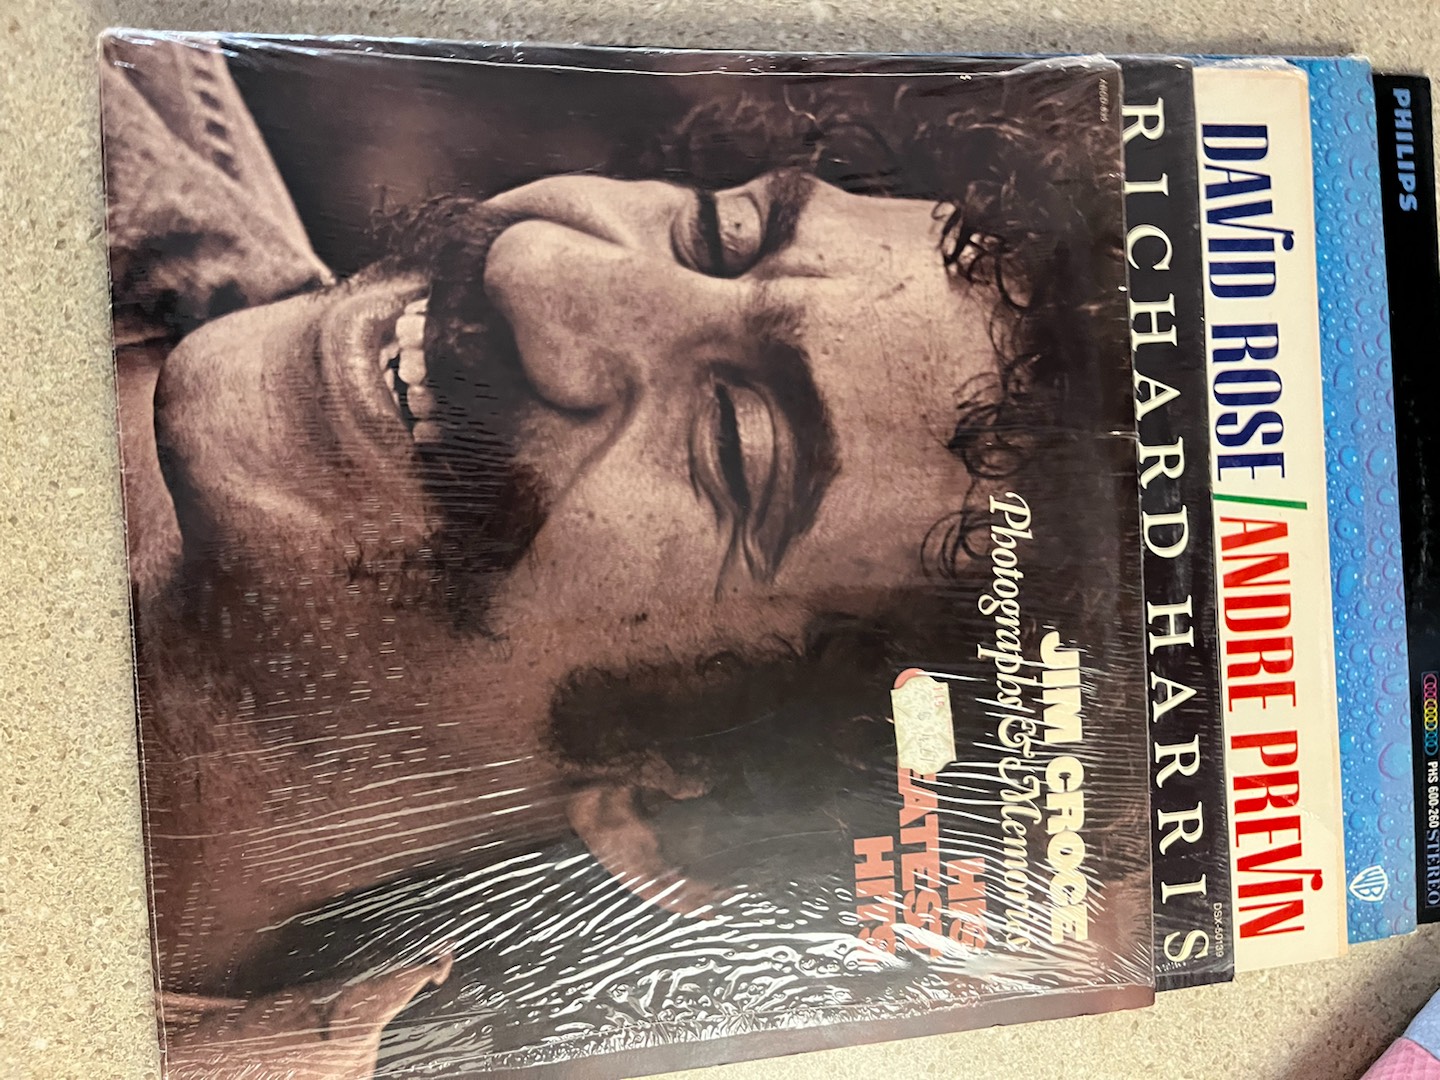 PHILIPS
PHS 600-260 STEREO
WB
DAVID ROSE/ANDRE PREVIN
RICHARD HARRIS
DSX-50139
JIM CROCE
Photographs & Memories
HIS
HITS